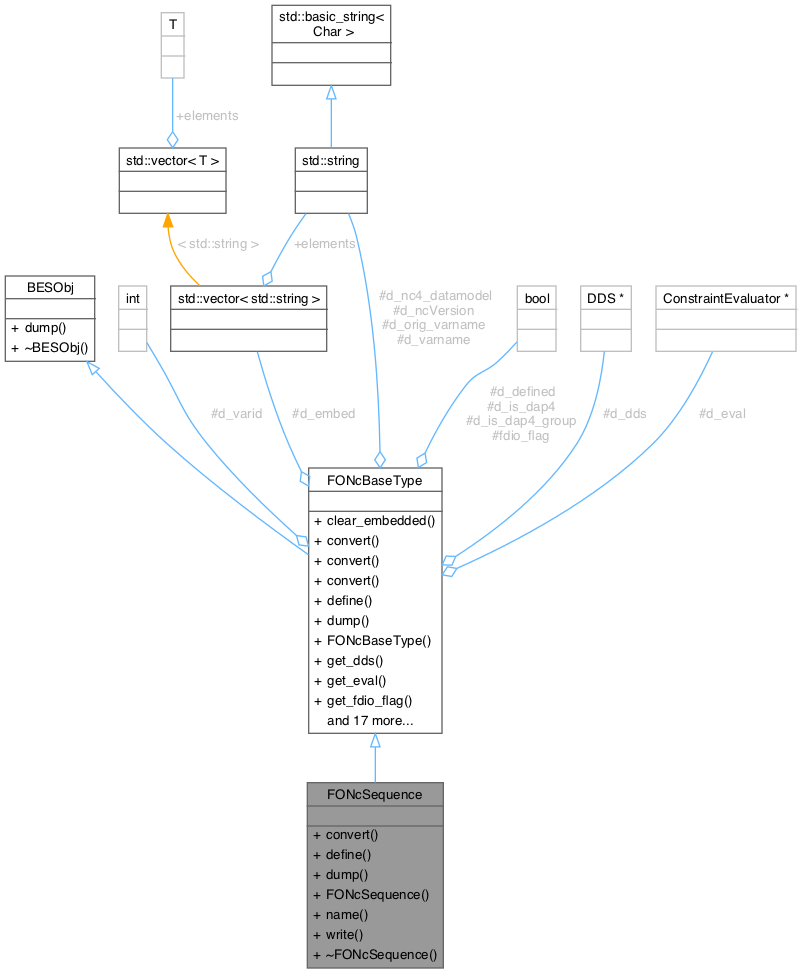 T
std::basic_string<
Char >
+elements
std::vector< T >
std::string
< std::string >
+elements
BESObj
+ dump()
+ ~BESObj()
int
std::vector< std::string >
#d_nc4_datamodel
#d_ncVersion
#d_orig_varname
#d_varname
bool
DDS *
ConstraintEvaluator *
#d_varid
#d_embed
#d_defined
#d_is_dap4
#d_is_dap4_group
#fdio_flag
#d_dds
#d_eval
FONcBaseType
+ clear_embedded()
+ convert()
+ convert()
+ convert()
+ define()
+ dump()
+ FONcBaseType()
+ get_dds()
+ get_eval()
+ get_fdio_flag()
and 17 more...
FONcSequence
+ convert()
+ define()
+ dump()
+ FONcSequence()
+ name()
+ write()
+ ~FONcSequence()